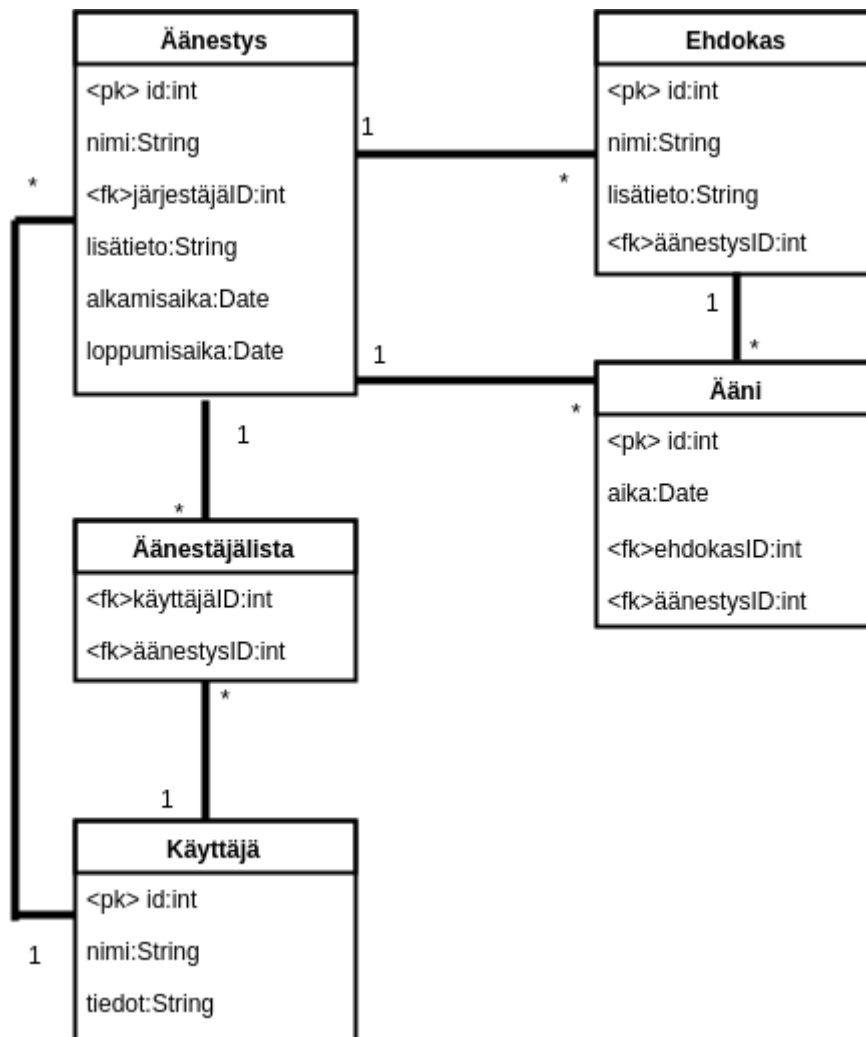 Äänestys
<pk> id:int
nimi:String
<fk>järjestäjäID:int
lisätieto:String
alkamisaika:Date
loppumisaika:Date
Ehdokas
<pk> id:int
nimi:String
lisätieto:String
<fk>äänestysID:int
1
*
*
1
*
1
*
Ääni
<pk> id:int
aika:Date
<fk>ehdokasID:int
<fk>äänestysID:int
1
*
Äänestäjälista
<fk>käyttäjäID:int
<fk>äänestysID:int
*
1
Käyttäjä
<pk> id:int
nimi:String
tiedot:String
1